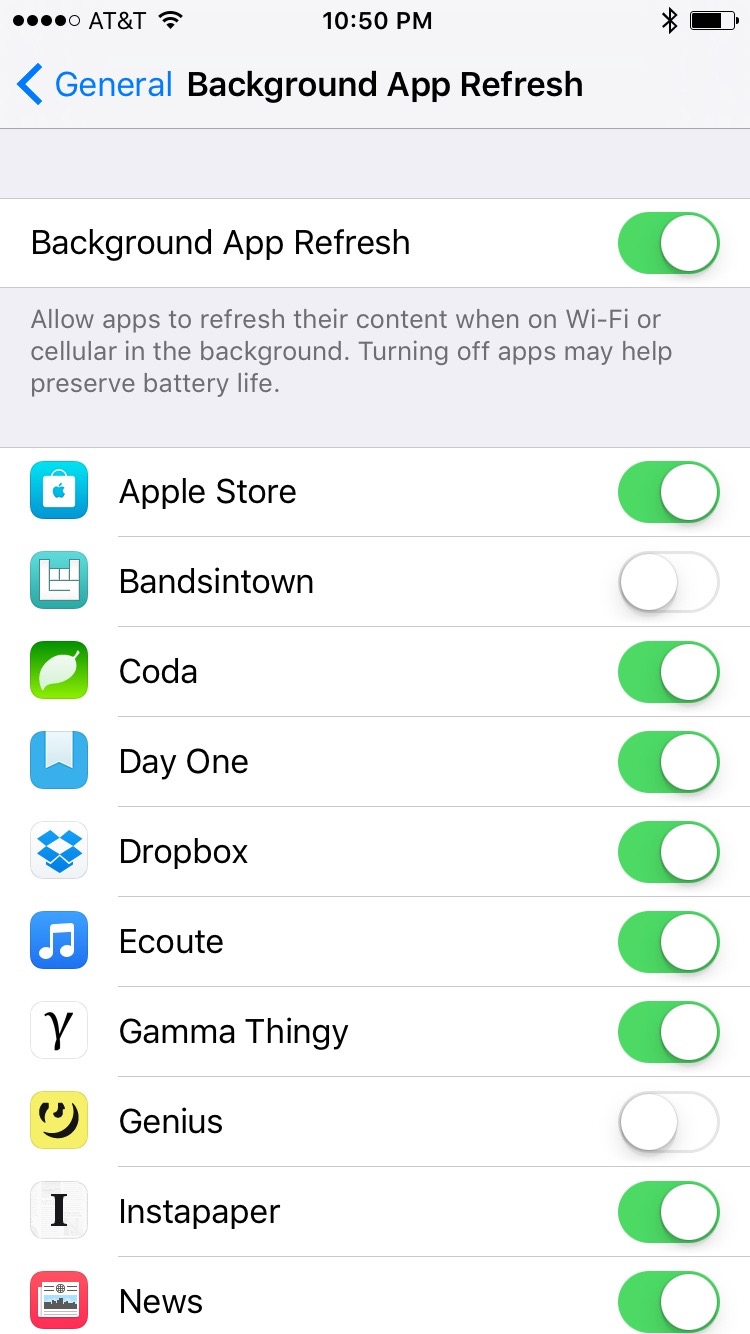 AT&T 10:50 PM
General Background App Refresh
Background App Refresh
Allow apps to refresh their content when on Wi-Fi or
cellular in the background. Turning off apps may help
preserve battery life.
Apple Store
Bandsintown
Coda
Day One
Dropbox
Ecoute
γ Gamma Thingy
Genius
I Instapaper
News